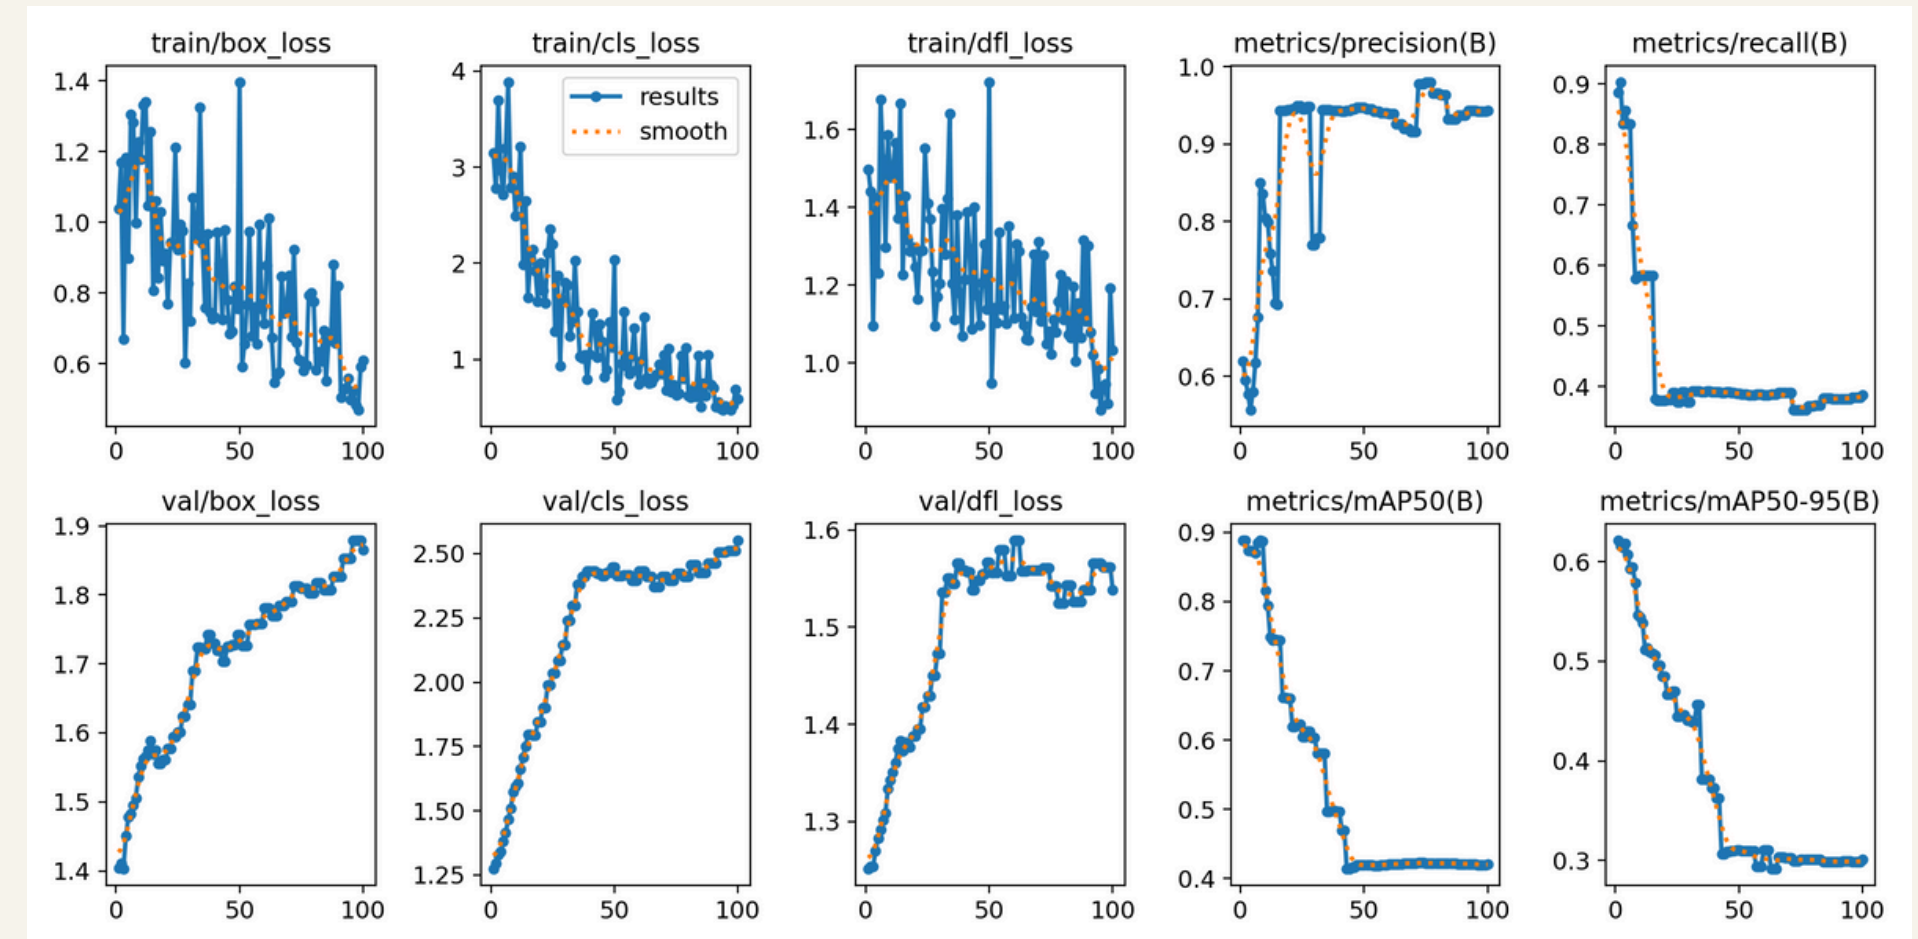 train/box_loss
1.4
1.2
1.0
0.8
0.6
0 50 100
train/cls_loss
results
smooth
4
3
2
1
0 50 100
train/dfl_loss
1.6
1.4
1.2
1.0
0 50 100
metrics/precision(B)
1.0
0.9
0.8
0.7
0.6
0 50 100
metrics/recall(B)
0.9
0.8
0.7
0.6
0.5
0.4
0 50 100
val/box_loss
1.9
1.8
1.7
1.6
1.5
1.4
0 50 100
val/cls_loss
2.50
2.25
2.00
1.75
1.50
1.25
0 50 100
val/dfl_loss
1.6
1.5
1.4
1.3
0 50 100
metrics/mAP50(B)
0.9
0.8
0.7
0.6
0.5
0.4
0 50 100
metrics/mAP50-95(B)
0.6
0.5
0.4
0.3
0 50 100